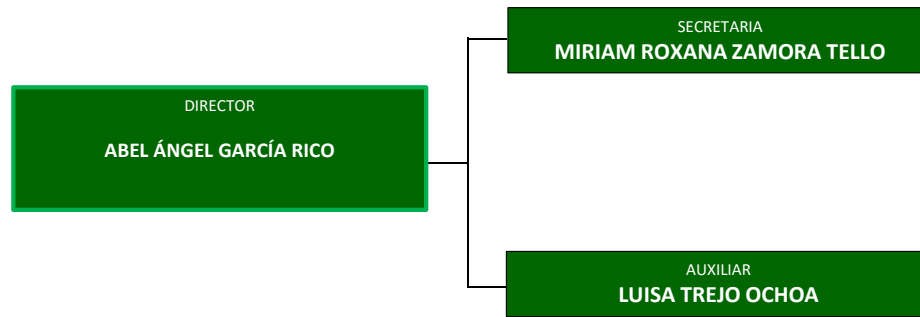 SECRETARIA
MIRIAM ROXANA ZAMORA TELLO
DIRECTOR
ABEL ÁNGEL GARCÍA RICO
AUXILIAR
LUISA TREJO OCHOA